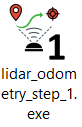 1
lidar_odom
etry_step_1.
exe